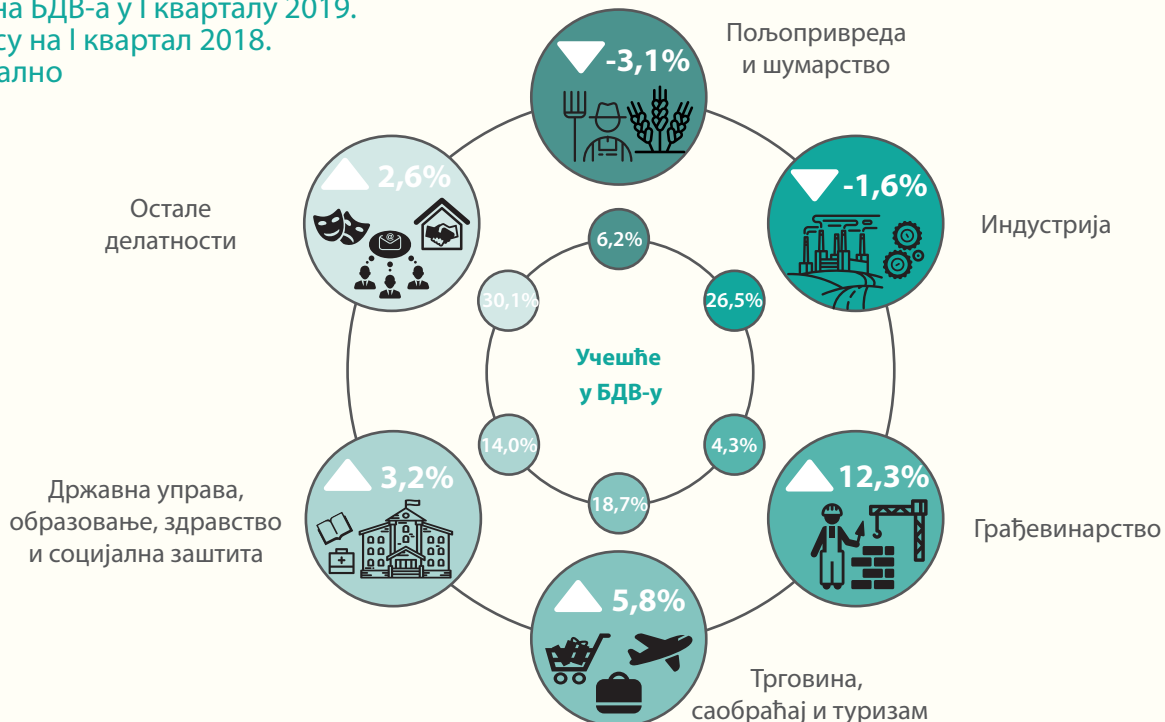 на БДВ-а у I кварталу 2019.
су на I квартал 2018.
ално
-3,1%
Пољопривреда
и шумарство
2,6%
Остале
делатности
-1,6%
Индустрија
6,2%
30,1%
26,5%
Учешће
у БДВ-у
14,0%
4,3%
18,7%
3,2%
Државна управа,
образовање, здравство
и социјална заштита
12,3%
Грађевинарство
5,8%
Трговина,
саобраћај и туризам